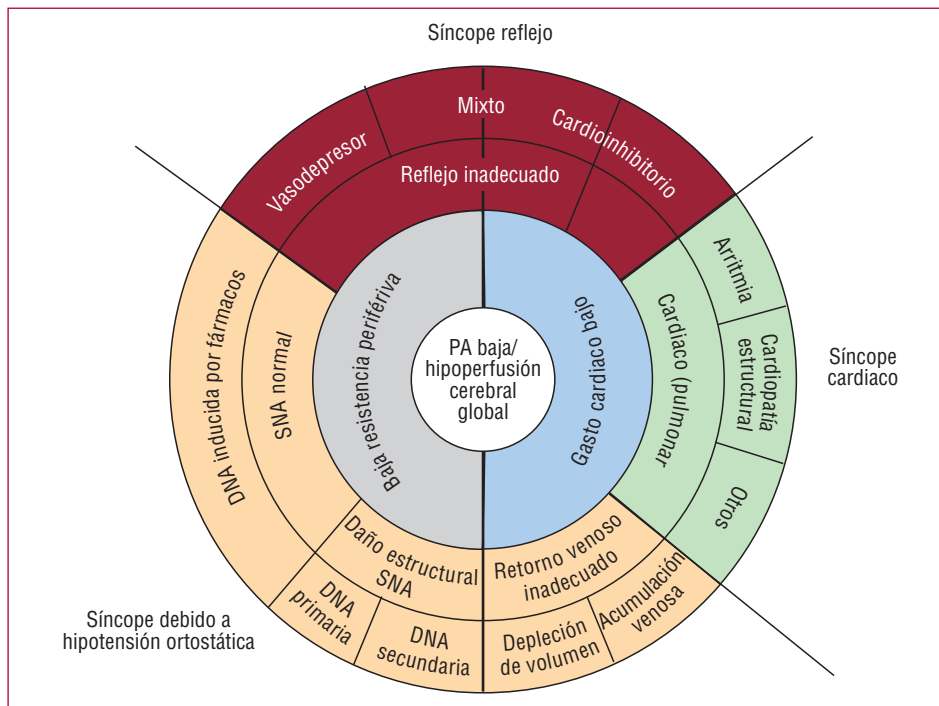 Síncope reflejo
Mixto
Vasodepresor
Cardioinhibitorio
Reflejo inadecuado
Arritmia
DNA inducida por fármacos
SNA normal
Baja resistencia perifériva
PA baja/
hipoperfusión
cerebral
global
Gasto cardiaco bajo
Cardiaco (pulmonar
Cardiopatía
estructural
Síncope
cardiaco
Otros
Daño estructural
SNA
Retorno venoso
inadecuado
DNA
primaria
DNA
secundaria
Depleción
de volumen
Acumulación
venosa
Síncope debido a
hipotensión ortostática